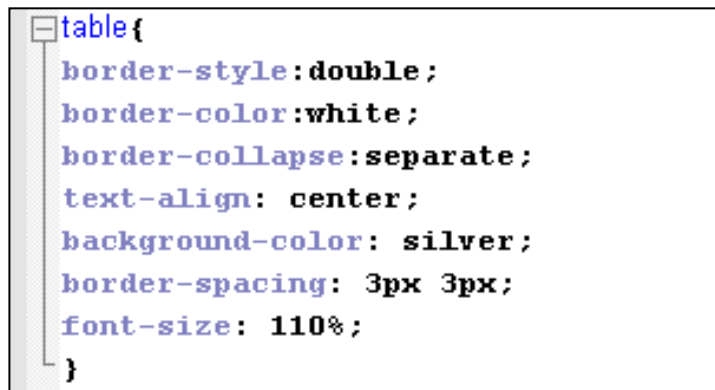 table{
border-style:double;
border-color:white;
border-collapse:separate;
text-align: center;
background-color: silver;
border-spacing: 3px 3px;
font-size: 110%;
}